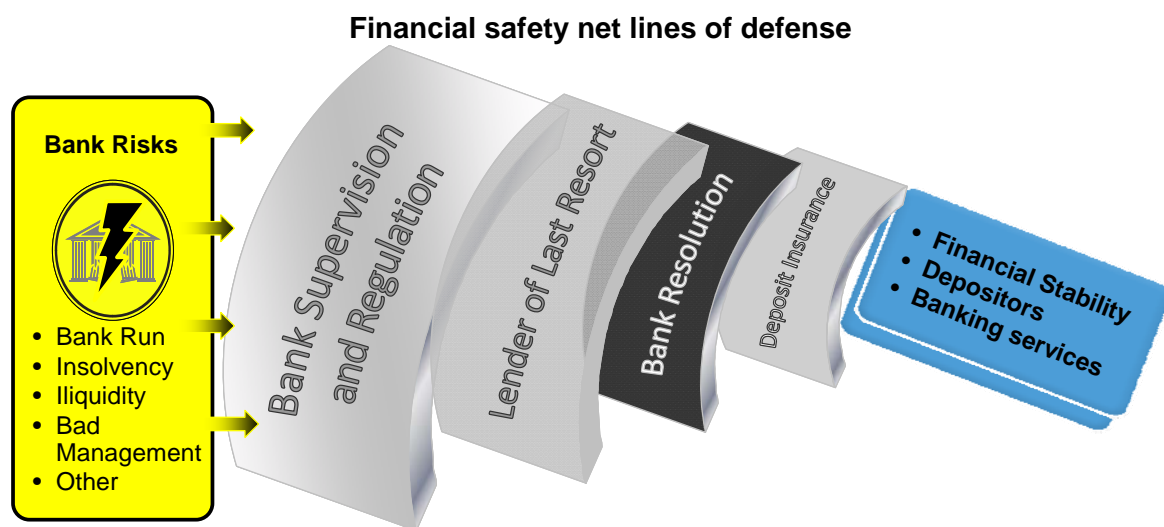 Financial safety net lines of defense
Bank Risks
• Bank Run
• Insolvency
• Iliquidity
• Bad
Management
• Other
Bank Supervision
and Regulation
Lender of Last Resort
Bank Resolution
Deposit Insurance
• Financial Stability
• Depositors
• Banking services